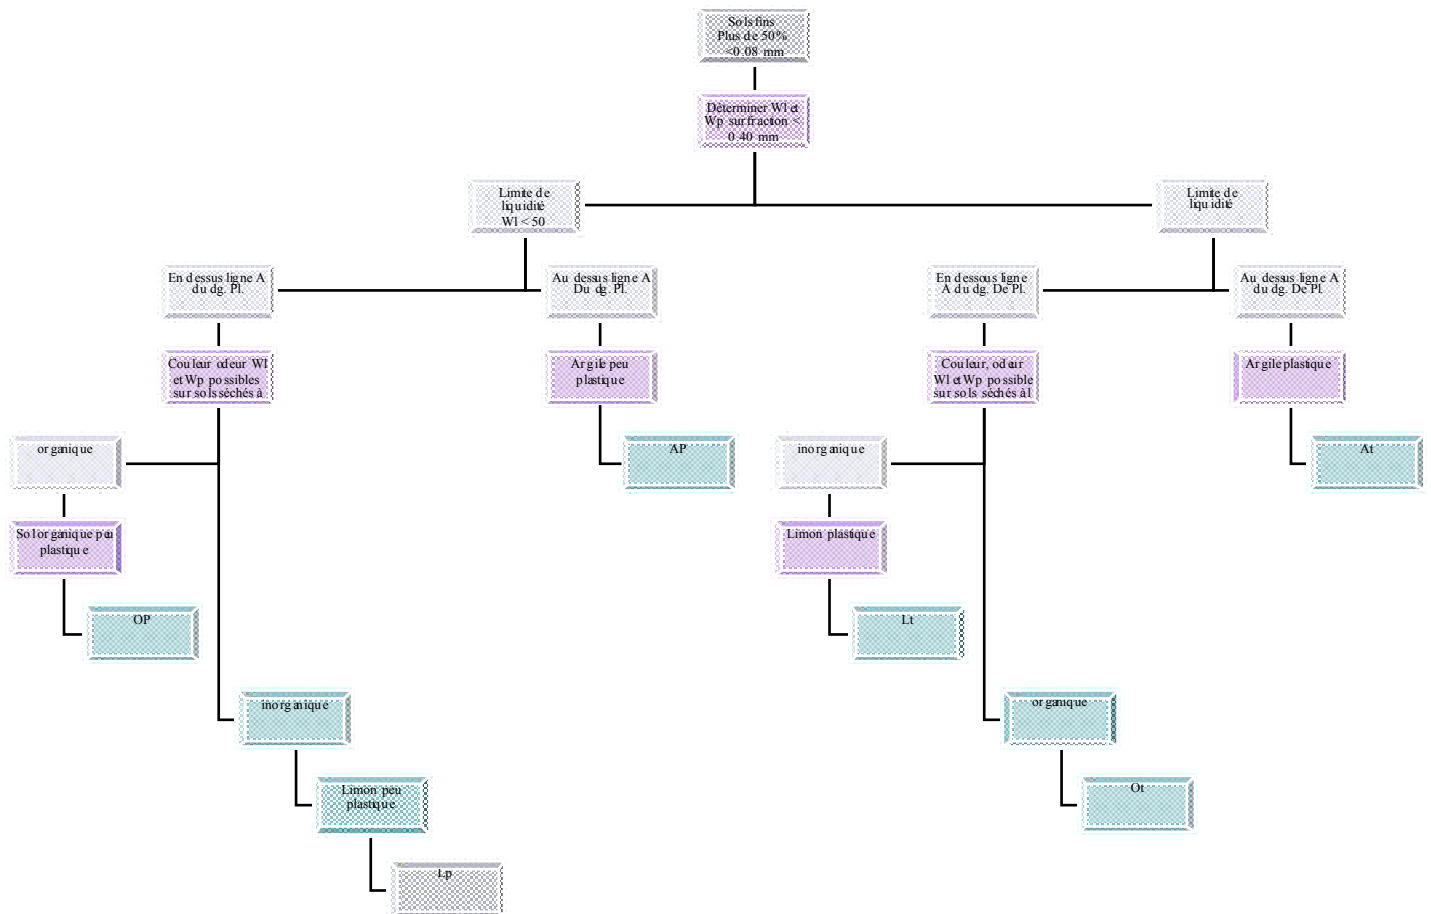 Sols fins
Plus de 50%
<0.08 mm
Déterminer Wl et
Wp sur fraction <
0.40 mm
Limite de
liquidité
Wl < 50
Limite de
liquidité
En dessus ligne A
du dg. Pl.
Au dessus ligne A
Du dg. Pl.
En dessous ligne
A du dg. De Pl.
Au dessus ligne A
du dg. De Pl.
Couleur odeur Wl
et Wp possibles
sur sols séchés à
Argile peu
plastique
Couleur, odeur
Wl et Wp possible
sur sols séchés à l
Argile plastique
organique
AP
inorganique
At
Sol organique peu
plastique
Limon plastique
OP
Lt
inorganique
organique
Limon peu
plastique
Ot
Lp